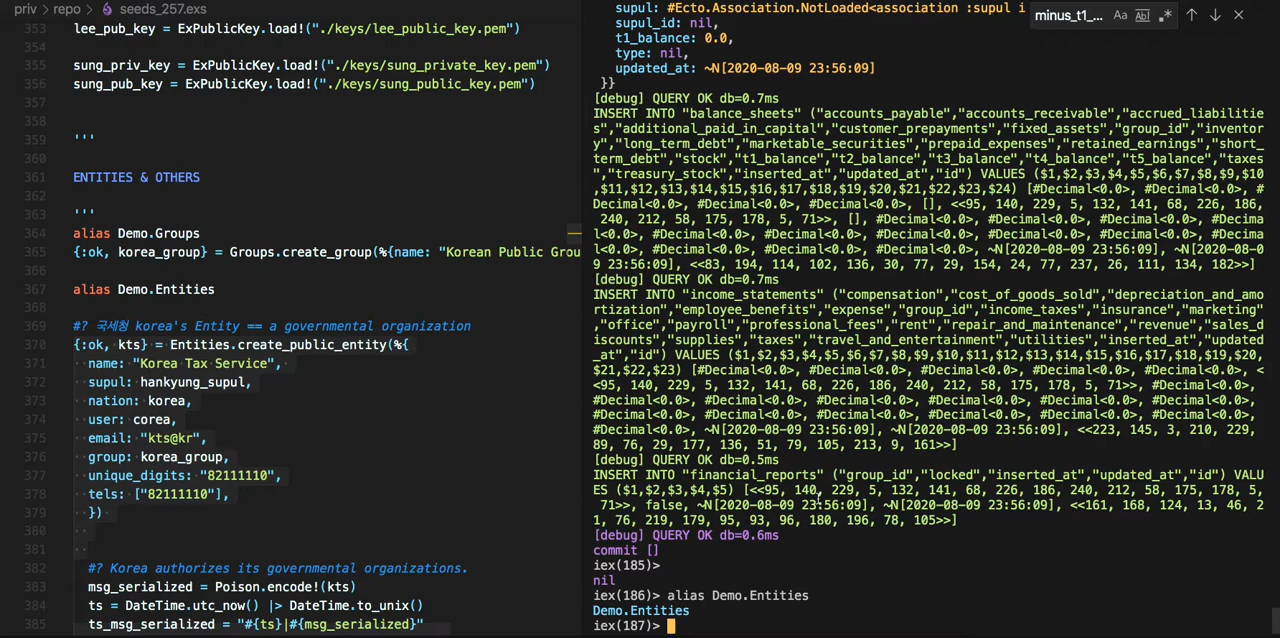 priv > repo > seeds_257.exs
353 lee_pub_key = ExPublicKey.load!("./keys/lee_public_key.pem")
354
355 sung_priv_key = ExPublicKey.load!("./keys/sung_private_key.pem")
356 sung_pub_key = ExPublicKey.load!("./keys/sung_public_key.pem")
357
358
359 '''
360
361 ENTITIES & OTHERS
362
363 '''
364 alias Demo.Groups
365 {:ok, korea_group} = Groups.create_group(%{name: "Korean Public Grou
366
367 alias Demo.Entities
368
369 #? 국세청 korea's Entity == a governmental organization
370 {:ok, kts} = Entities.create_public_entity(%{
371 name: "Korea Tax Service",
372 supul: hankyung_supul,
373 nation: korea,
374 user: corea,
375 email: "kts@kr",
376 group: korea_group,
377 unique_digits: "82111110",
378 tels: ["82111110"],
379 })
380
381
382 #? Korea authorizes its governmental organizations.
383 msg_serialized = Poison.encode!(kts)
384 ts = DateTime.utc_now() |> DateTime.to_unix()
385 ts_msg_serialized = "#{ts}|#{msg_serialized}"
minus_t1_... Aa Abl .*
supul: #Ecto.Association.NotLoaded<association :supul i
supul_id: nil,
t1_balance: 0.0,
type: nil,
updated_at: ~N[2020-08-09 23:56:09]
}}
[debug] QUERY OK db=0.7ms
INSERT INTO "balance_sheets" ("accounts_payable","accounts_receivable","accrued_liabilitie
s","additional_paid_in_capital","customer_prepayments","fixed_assets","group_id","inventor
y","long_term_debt","marketable_securities","prepaid_expenses","retained_earnings","short_
term_debt","stock","t1_balance","t2_balance","t3_balance","t4_balance","t5_balance","taxes
","treasury_stock","inserted_at","updated_at","id") VALUES ($1,$2,$3,$4,$5,$6,$7,$8,$9,$10
,$11,$12,$13,$14,$15,$16,$17,$18,$19,$20,$21,$22,$23,$24) [#Decimal<0.0>, #Decimal<0.0>, #
Decimal<0.0>, #Decimal<0.0>, #Decimal<0.0>, [], <<95, 140, 229, 5, 132, 141, 68, 226, 186,
240, 212, 58, 175, 178, 5, 71>>, [], #Decimal<0.0>, #Decimal<0.0>, #Decimal<0.0>, #Decima
l<0.0>, #Decimal<0.0>, #Decimal<0.0>, #Decimal<0.0>, #Decimal<0.0>, #Decimal<0.0>, #Decima
l<0.0>, #Decimal<0.0>, #Decimal<0.0>, #Decimal<0.0>, ~N[2020-08-09 23:56:09], ~N[2020-08-0
9 23:56:09], <<83, 194, 114, 102, 136, 30, 77, 29, 154, 24, 77, 237, 26, 111, 134, 182>>]
[debug] QUERY OK db=0.7ms
INSERT INTO "income_statements" ("compensation","cost_of_goods_sold","depreciation_and_amo
rtization","employee_benefits","expense","group_id","income_taxes","insurance","marketing"
,"office","payroll","professional_fees","rent","repair_and_maintenance","revenue","sales_d
iscounts","supplies","taxes","travel_and_entertainment","utilities","inserted_at","updated
_at","id") VALUES ($1,$2,$3,$4,$5,$6,$7,$8,$9,$10,$11,$12,$13,$14,$15,$16,$17,$18,$19,$20,
$21,$22,$23) [#Decimal<0.0>, #Decimal<0.0>, #Decimal<0.0>, #Decimal<0.0>, #Decimal<0.0>, <
<95, 140, 229, 5, 132, 141, 68, 226, 186, 240, 212, 58, 175, 178, 5, 71>>, #Decimal<0.0>,
#Decimal<0.0>, #Decimal<0.0>, #Decimal<0.0>, #Decimal<0.0>, #Decimal<0.0>, #Decimal<0.0>,
#Decimal<0.0>, #Decimal<0.0>, #Decimal<0.0>, #Decimal<0.0>, #Decimal<0.0>, #Decimal<0.0>,
#Decimal<0.0>, ~N[2020-08-09 23:56:09], ~N[2020-08-09 23:56:09], <<223, 145, 3, 210, 229,
89, 76, 29, 177, 136, 51, 79, 105, 213, 9, 161>>]
[debug] QUERY OK db=0.5ms
INSERT INTO "financial_reports" ("group_id","locked","inserted_at","updated_at","id") VALU
ES ($1,$2,$3,$4,$5) [<<95, 140, 229, 5, 132, 141, 68, 226, 186, 240, 212, 58, 175, 178, 5,
71>>, false, ~N[2020-08-09 23:56:09], ~N[2020-08-09 23:56:09], <<161, 168, 124, 13, 46, 2
1, 76, 219, 179, 95, 93, 96, 180, 196, 78, 105>>]
[debug] QUERY OK db=0.6ms
commit []
iex(185)>
nil
iex(186)> alias Demo.Entities
Demo.Entities
iex(187)>